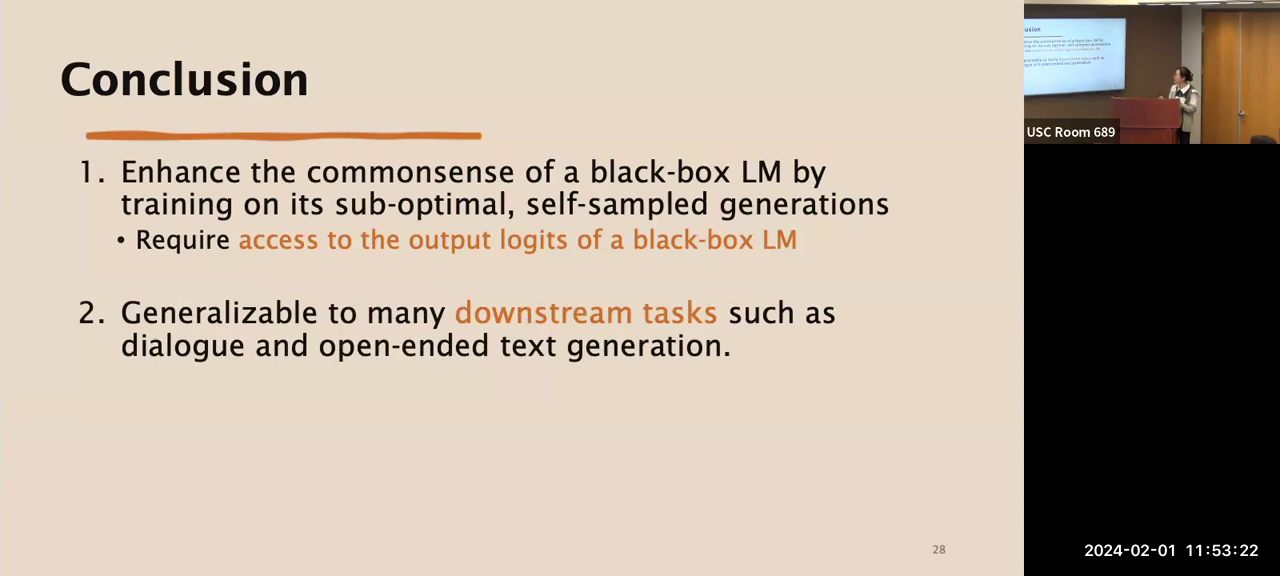 Conclusion
1. Enhance the commonsense of a black-box LM by
training on its sub-optimal, self-sampled generations
• Require access to the output logits of a black-box LM
2. Generalizable to many downstream tasks such as
dialogue and open-ended text generation.
28
USC Room 689
2024-02-01 11:53:22